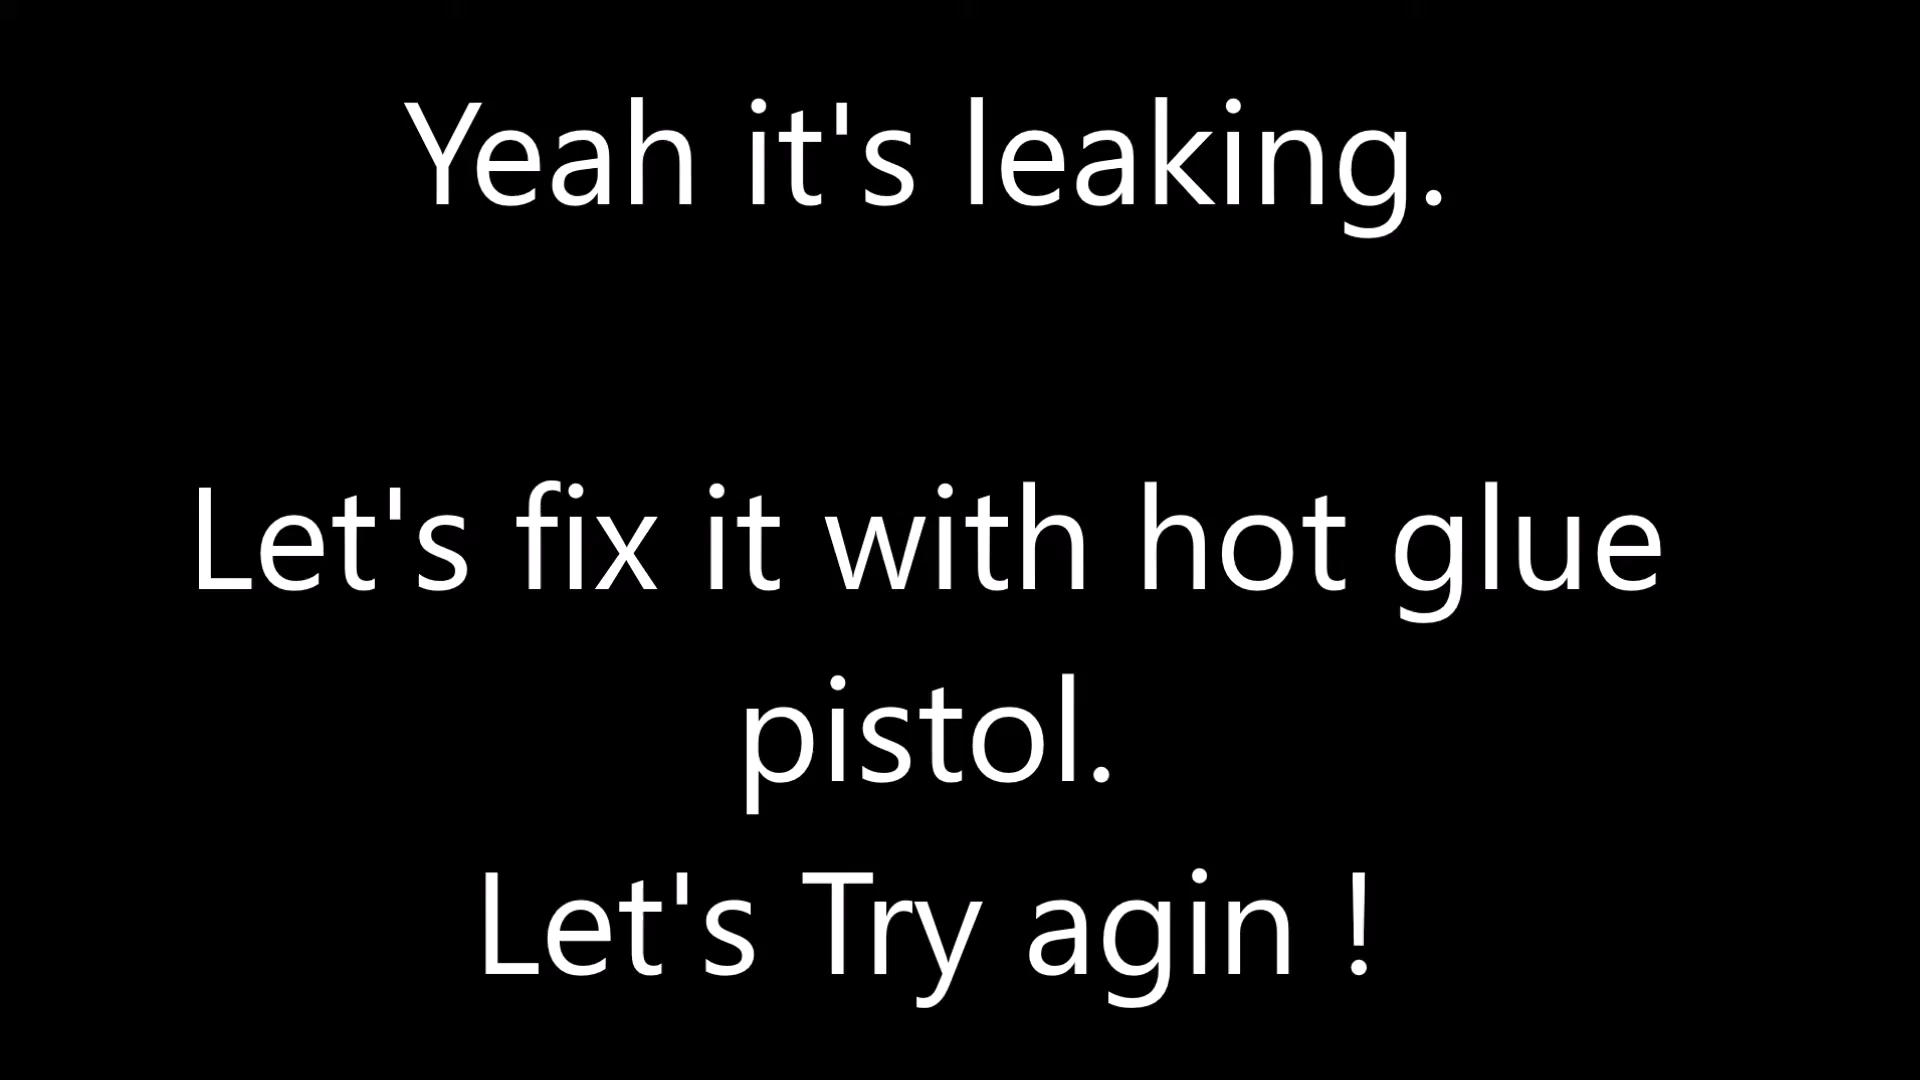 Yeah it's leaking.
Let's fix it with hot glue
pistol.
Let's Try agin !